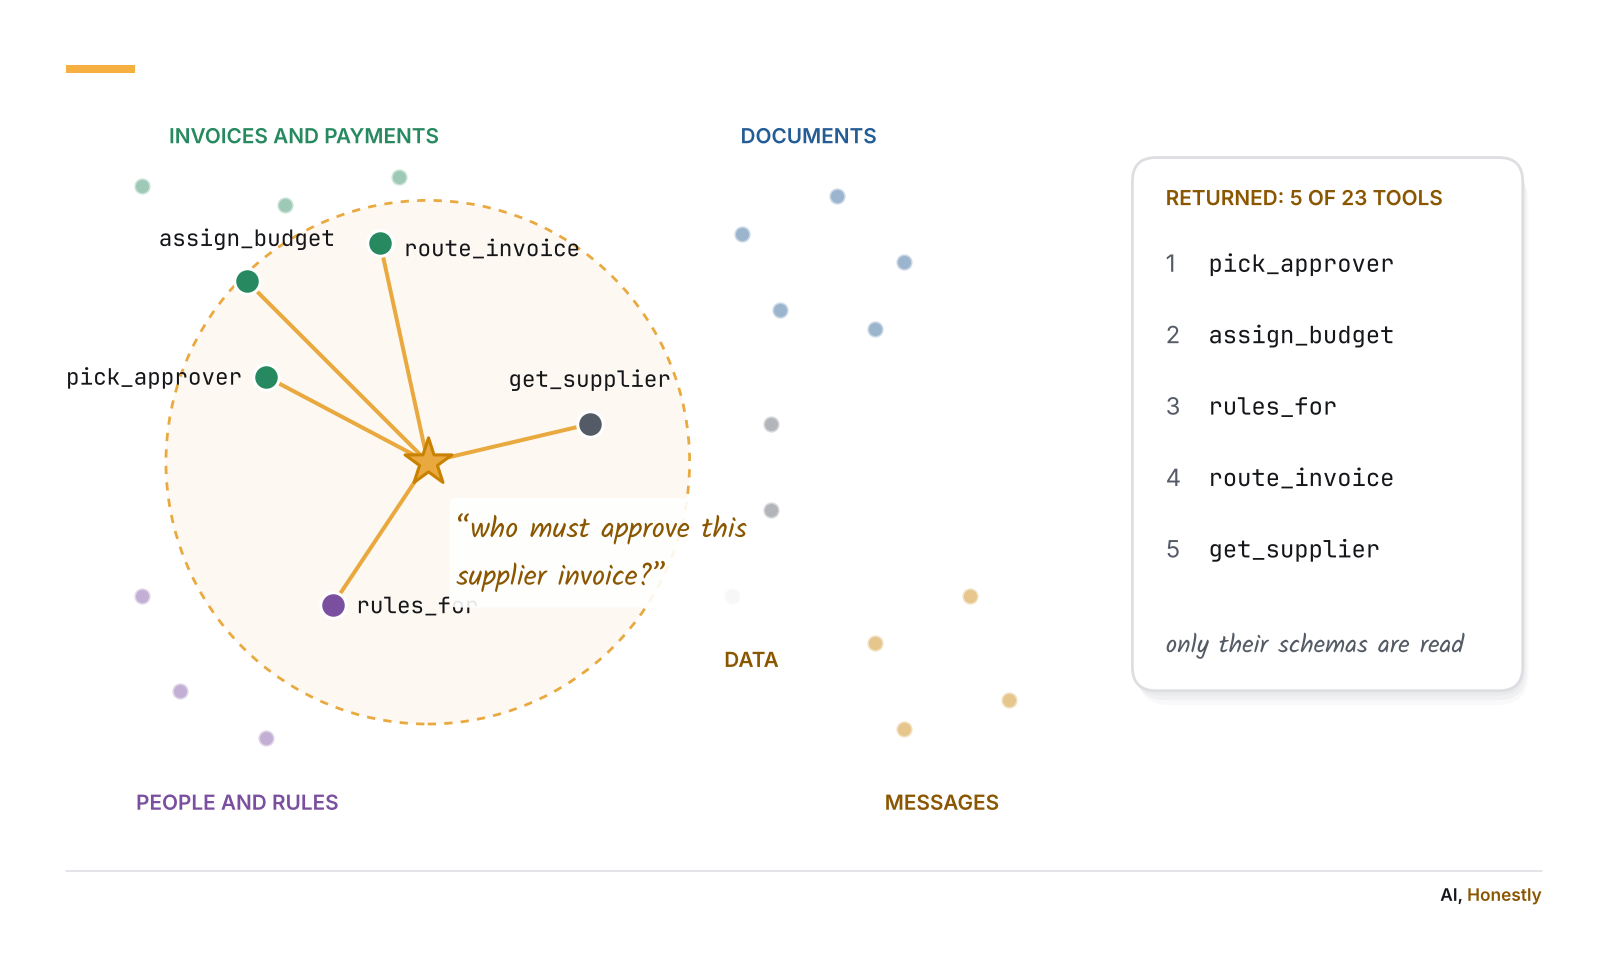 INVOICES AND PAYMENTS
DOCUMENTS
assign_budget
route_invoice
pick_approver
get_supplier
“who must approve this
supplier invoice?”
rules_for
DATA
PEOPLE AND RULES
MESSAGES
RETURNED: 5 OF 23 TOOLS
1 pick_approver
2 assign_budget
3 rules_for
4 route_invoice
5 get_supplier
only their schemas are read
AI, Honestly